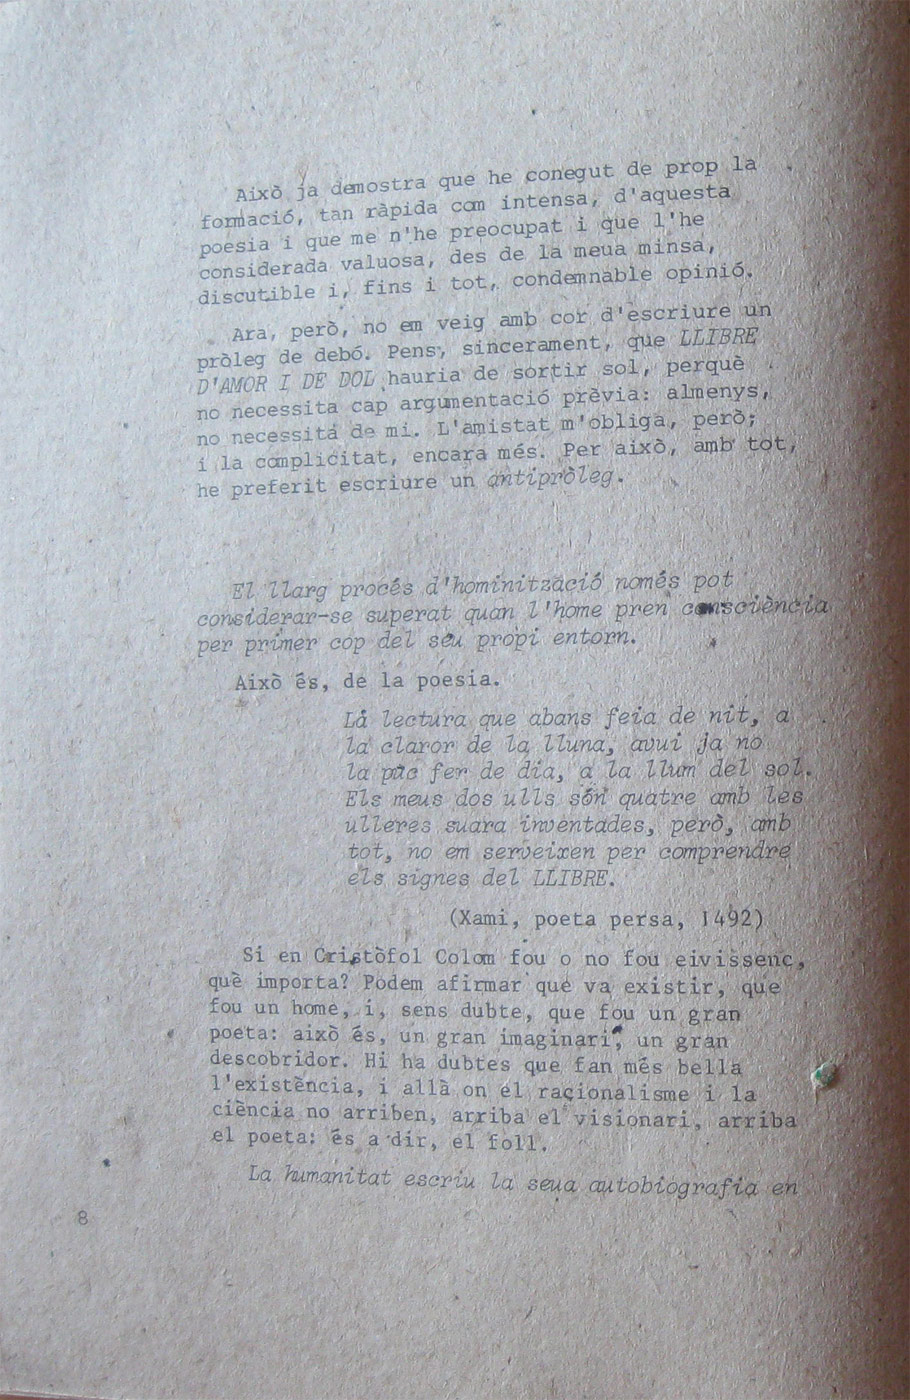 Això ja demostra que he conegut de prop la
formació, tan ràpida com intensa, d'aquesta
poesia i que me n'he preocupat i que l'he
considerada valuosa, des de la meua minsa,
discutible i, fins i tot, condemnable opinió.
Ara, però, no em veig amb cor d'escriure un
pròleg de debó. Pens, sincerament, que LLIBRE
D'AMOR I DE DOL hauria de sortir sol, perquè
no necessita cap argumentació prèvia: almenys,
no necessita de mi. L'amistat m'obliga, però;
i la complicitat, encara més. Per això, amb tot,
he preferit escriure un antipròleg.
El llarg procés d'hominització només pot
considerar-se superat quan l'home pren consciència
per primer cop del seu propi entorn.
Això és, de la poesia.
La lectura que abans feia de nit, a
la claror de la lluna, avui ja no
la puc fer de dia, a la llum del sol.
Els meus dos ulls són quatre amb les
ulleres suara inventades, però, amb
tot, no em serveixen per comprendre
els signes del LLIBRE.
(Xami, poeta persa, 1492)
Si en Cristòfol Colom fou o no fou eivissenc,
què importa? Podem afirmar que va existir, que
fou un home, i, sens dubte, que fou un gran
poeta: això és, un gran imaginari, un gran
descobridor. Hi ha dubtes que fan més bella
l'existència, i allà on el racionalisme i la
ciència no arriben, arriba el visionari, arriba
el poeta: és a dir, el foll.
La humanitat escriu la seua autobiografia en
8